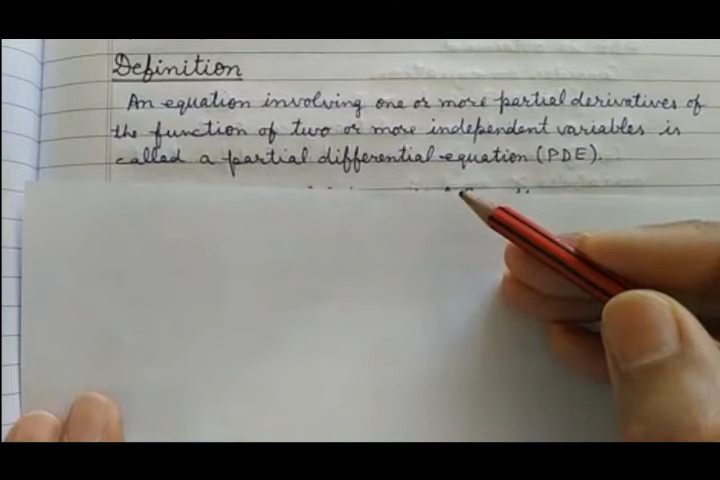 Definition
An equation involving one or more partial derivatives of
the function of two or more independent variables is
called a partial differential equation (PDE).